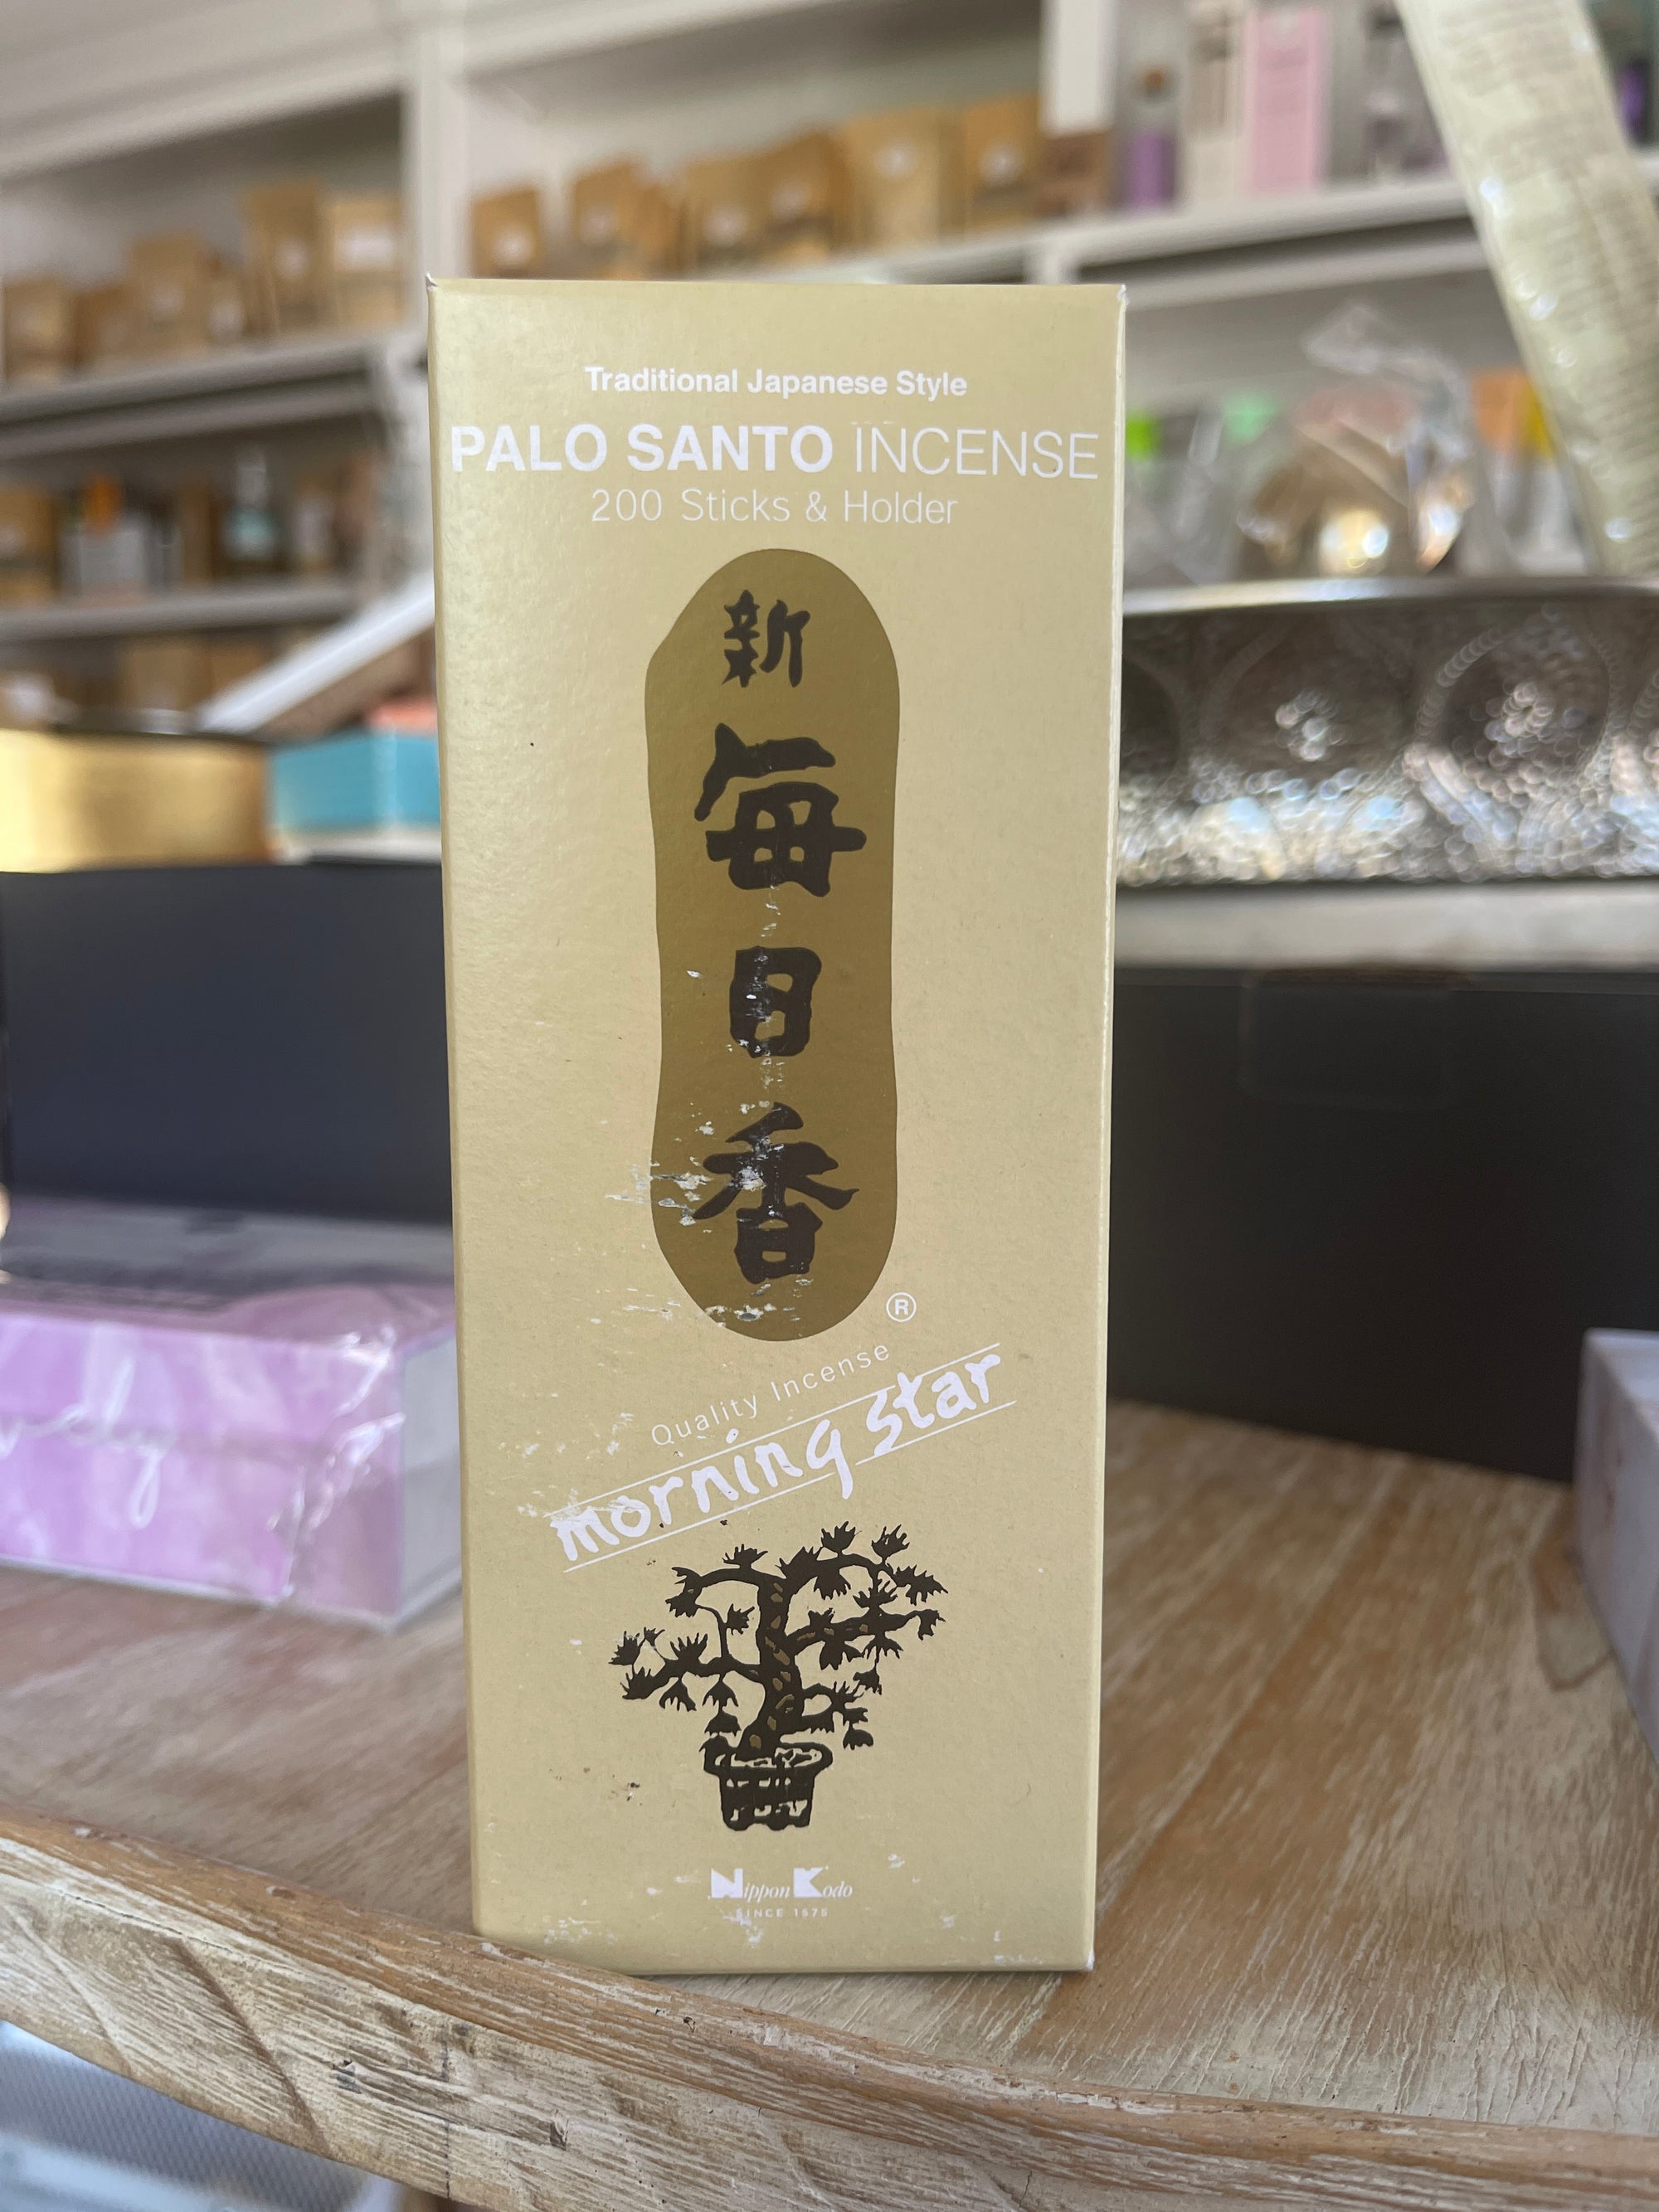 Traditional Japanese Style
PALO SANTO INCENSE
200 Sticks & Holder
新
毎
日
香
®
Quality Incense
morning star
Nippon Kodo
SINCE 1575